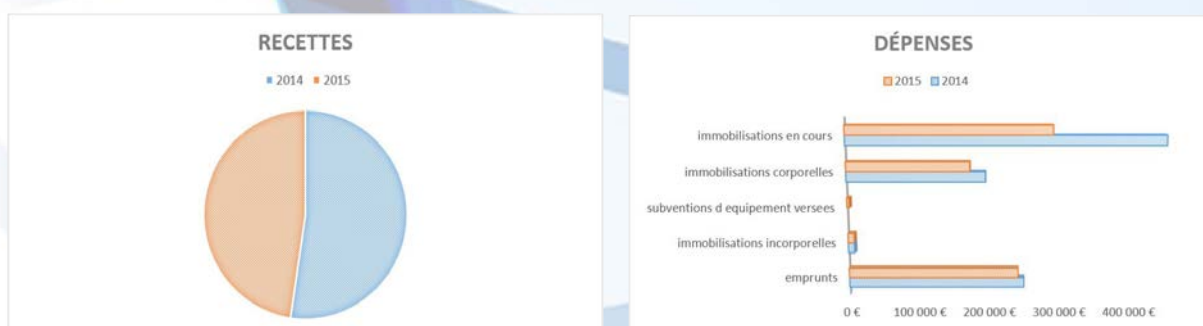 RECETTES
2014 2015
DÉPENSES
2015 2014
immobilisations en cours
immobilisations corporelles
subventions d equipement versees
immobilisations incorporelles
emprunts
0 € 100 000 € 200 000 € 300 000 € 400 000 €